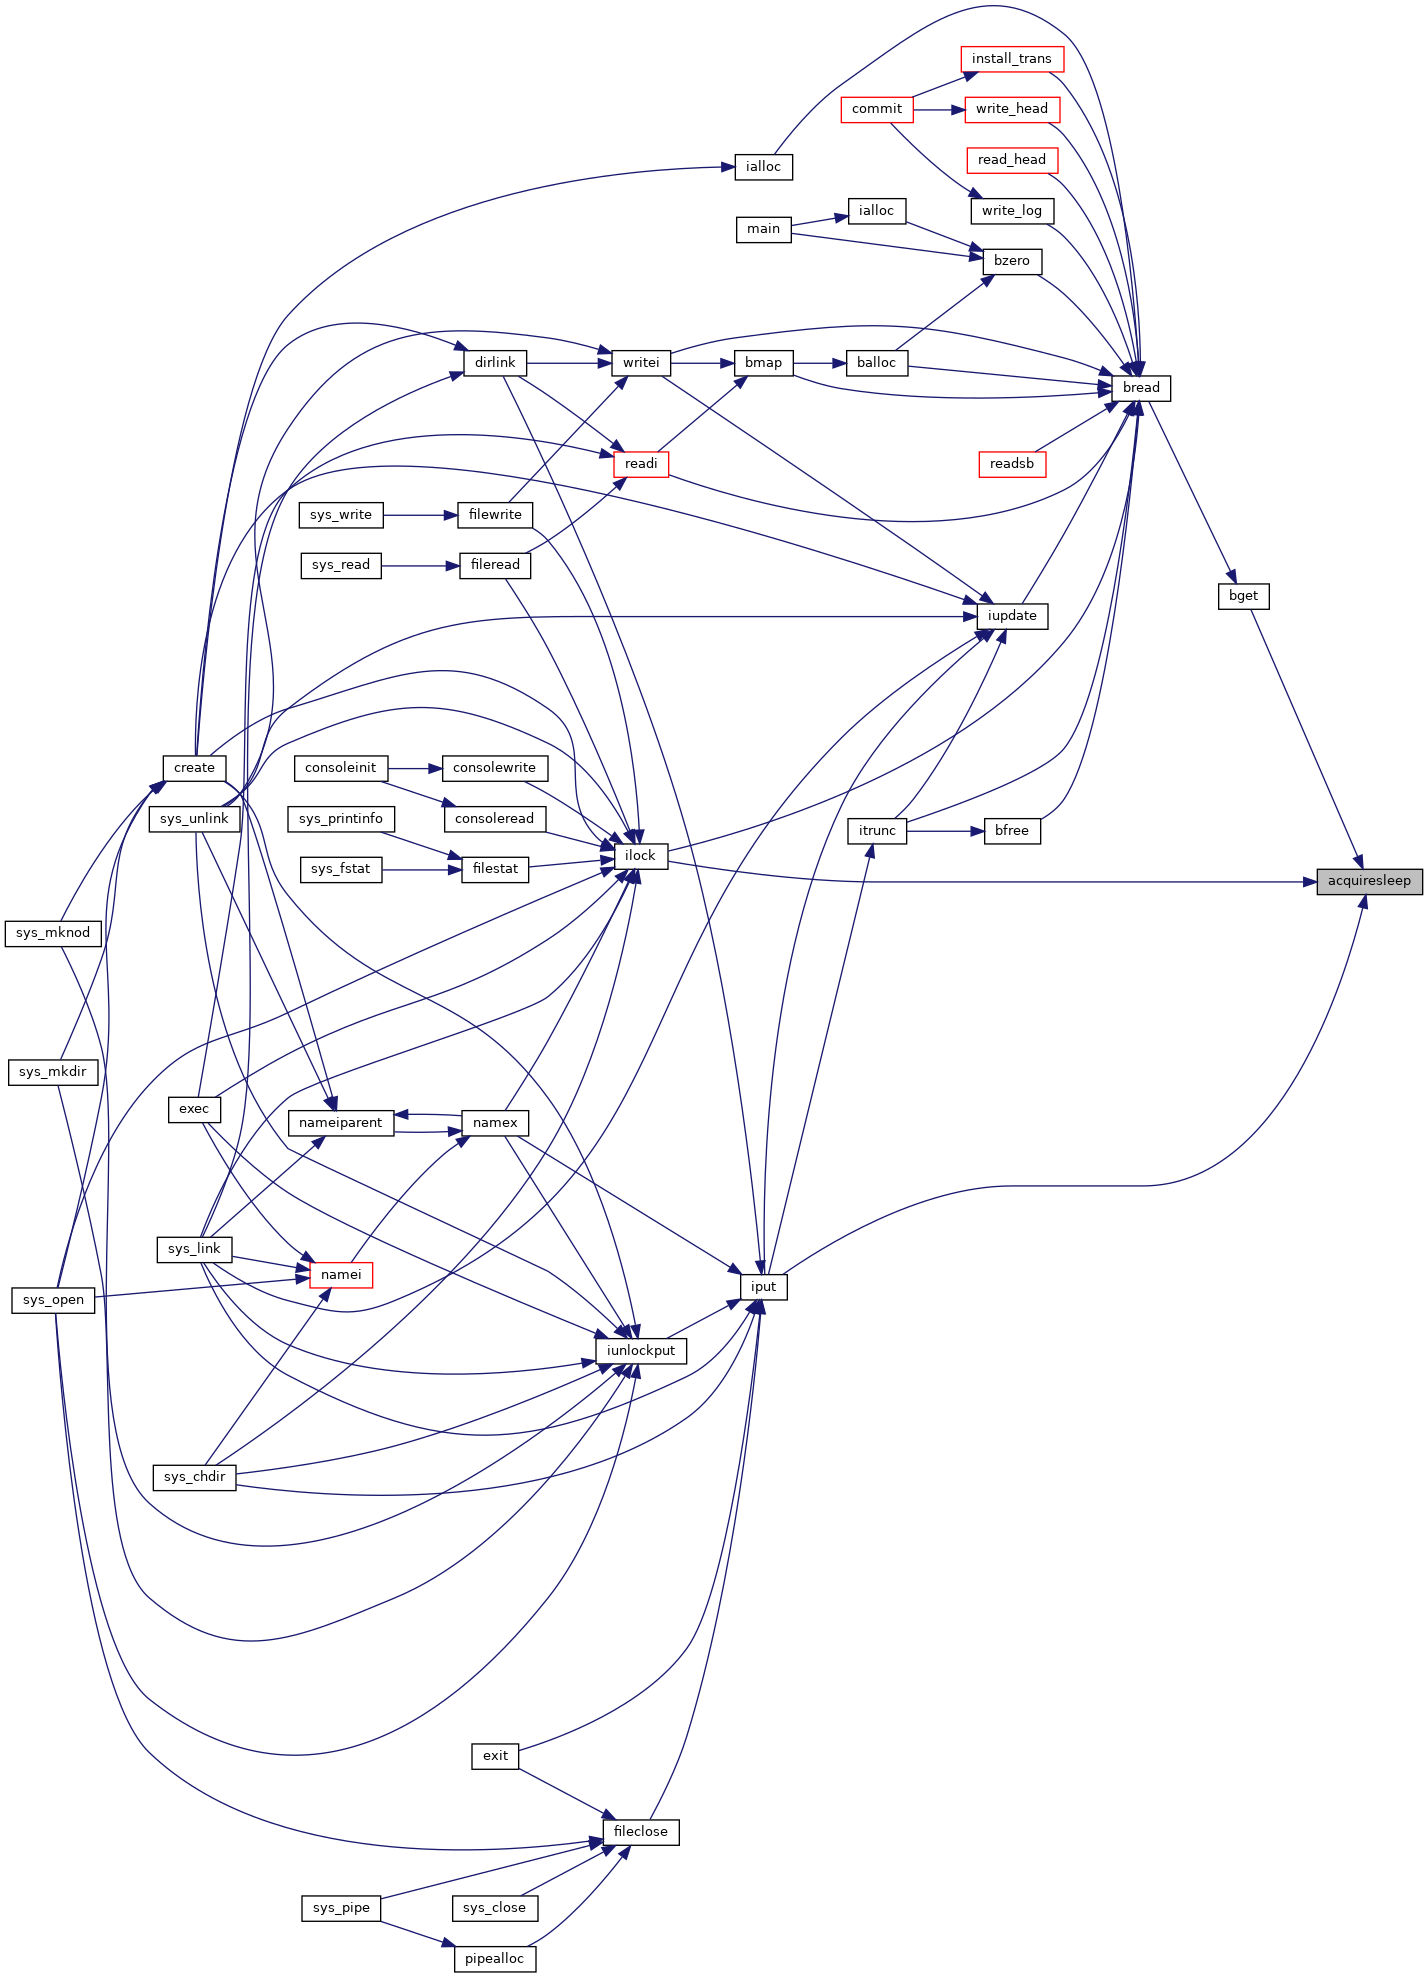 install_trans
commit
write_head
read_head
ialloc
write_log
ialloc
main
bzero
dirlink
writei
bmap
balloc
bread
readi
readsb
sys_write
filewrite
sys_read
fileread
bget
iupdate
create
consoleinit
consolewrite
sys_unlink
sys_printinfo
consoleread
itrunc
bfree
ilock
sys_fstat
filestat
acquiresleep
sys_mknod
sys_mkdir
exec
nameiparent
namex
sys_link
namei
iput
sys_open
iunlockput
sys_chdir
exit
fileclose
sys_pipe
sys_close
pipealloc